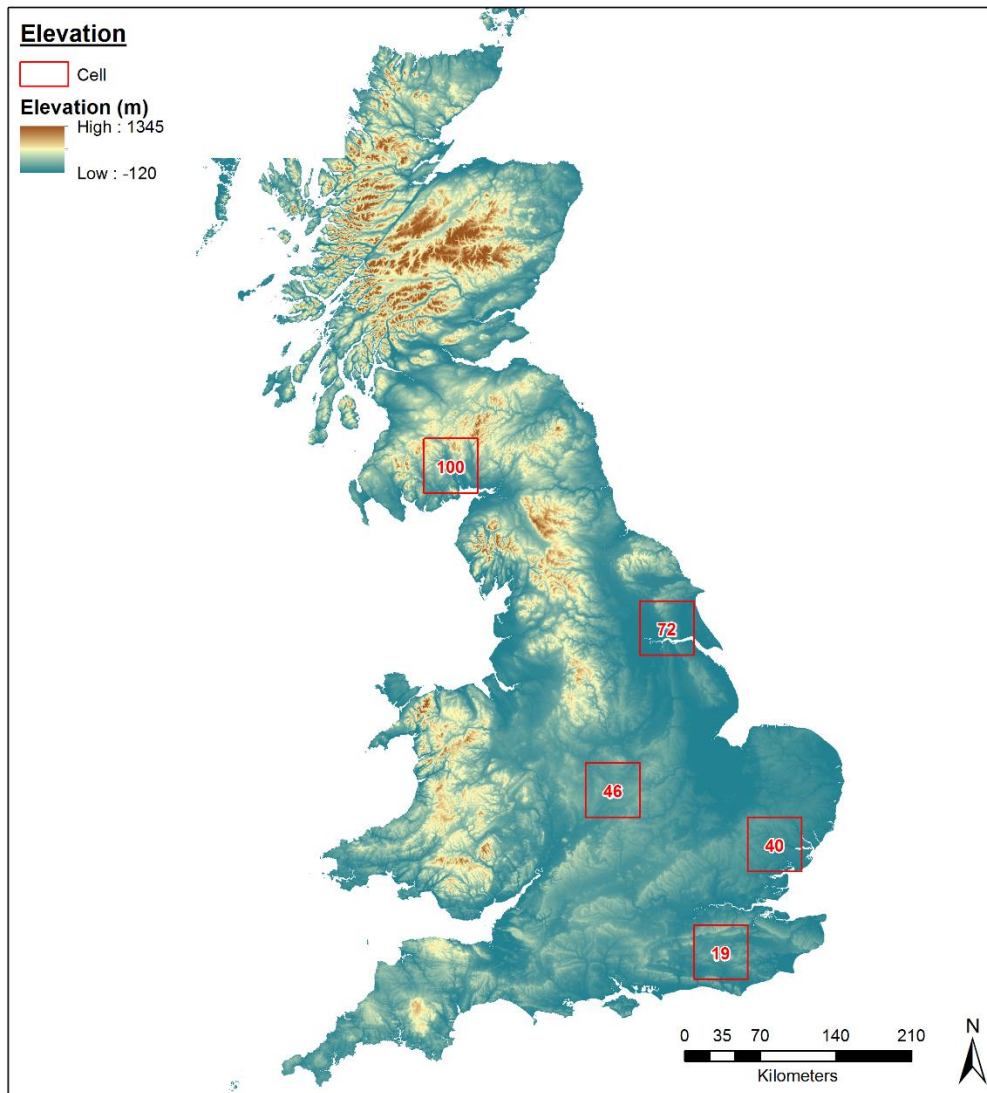 Elevation
Cell
Elevation (m)
High : 1345
Low : -120
100
72
46
40
19
0 35 70 140 210
Kilometers
N